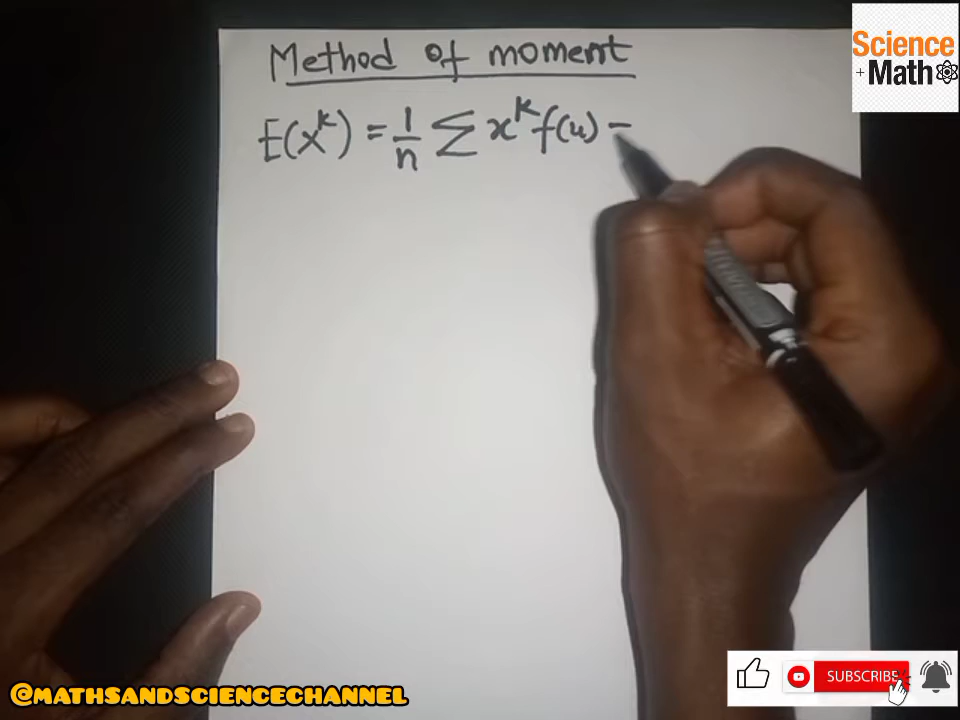 Method of moment
E(x^k) = 1/n ∑ x^k f(x) =
Science
+Math
SUBSCRIBE
@MATHSANDSCIENCECHANNEL